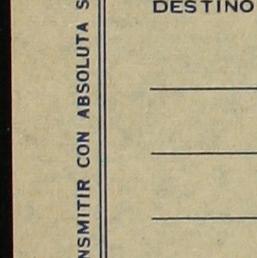 DESTINO
NSMITIR CON ABSOLUTA S